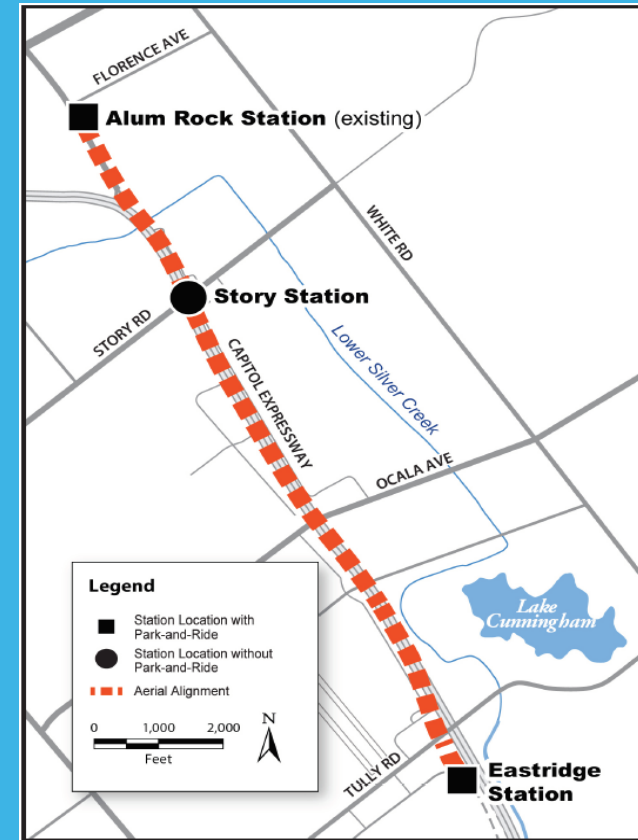 FLORENCE AVE
Alum Rock Station (existing)
WHITE RD
Story Station
STORY RD
CAPITOL EXPRESSWAY
Lower Silver Creek
OCALA AVE
Legend
Station Location with
Park-and-Ride
Station Location without
Park-and-Ride
Aerial Alignment
0 1,000 2,000
Feet
N
Lake
Cunningham
TULLY RD
Eastridge
Station